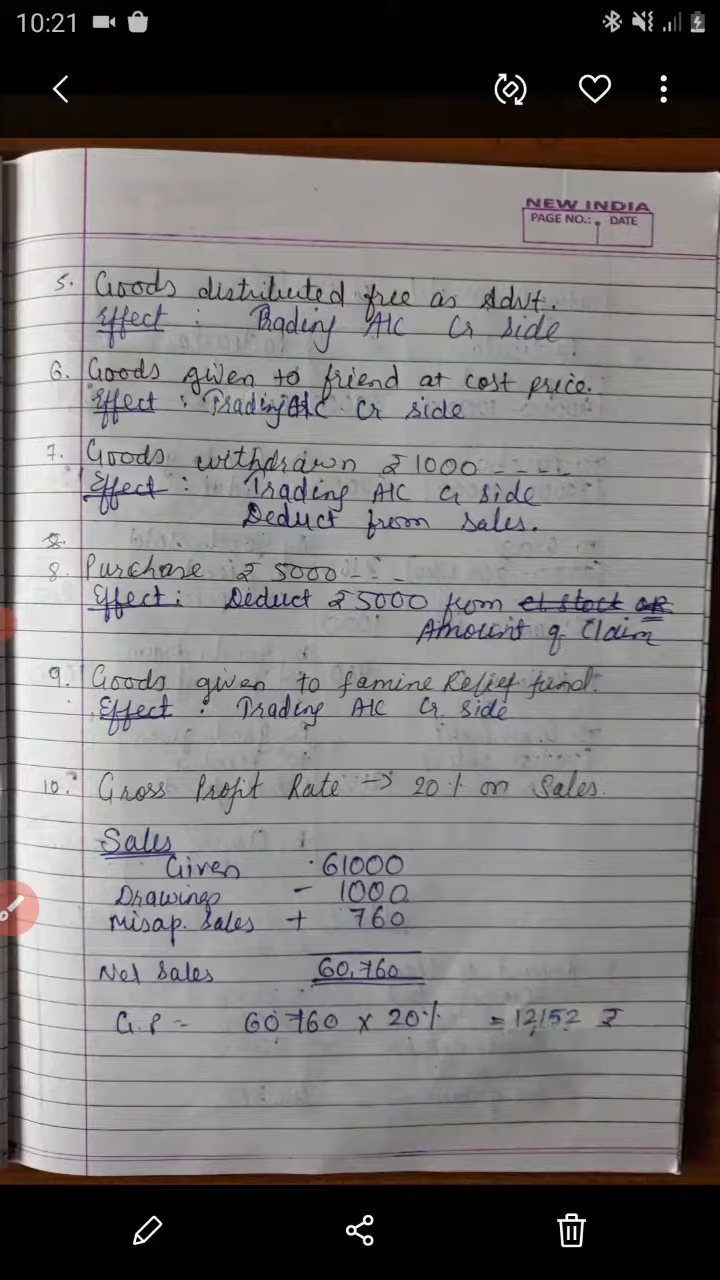 10:21
NEW INDIA
PAGE NO.: DATE
5. Goods distributed free as Advt.
Effect : Trading A/C Cr side
6. Goods given to friend at cost price.
Effect : Trading A/C Cr side
7. Goods withdrawn ₹ 1000 - - - -
Effect : Trading A/C Cr side
Deduct from sales.
8.
8. Purchase ₹ 5000 - - -
Effect : Deduct ₹ 5000 from cl. stock or
Amount of Claim
9. Goods given to famine Relief fund.
Effect : Trading A/C Cr. side
10. Gross Profit Rate → 20% on Sales.
Sales
Given 61000
Drawings - 1000
Misap. Sales + 760
Net Sales 60,760
G.P = 60760 x 20% = 12152 ₹